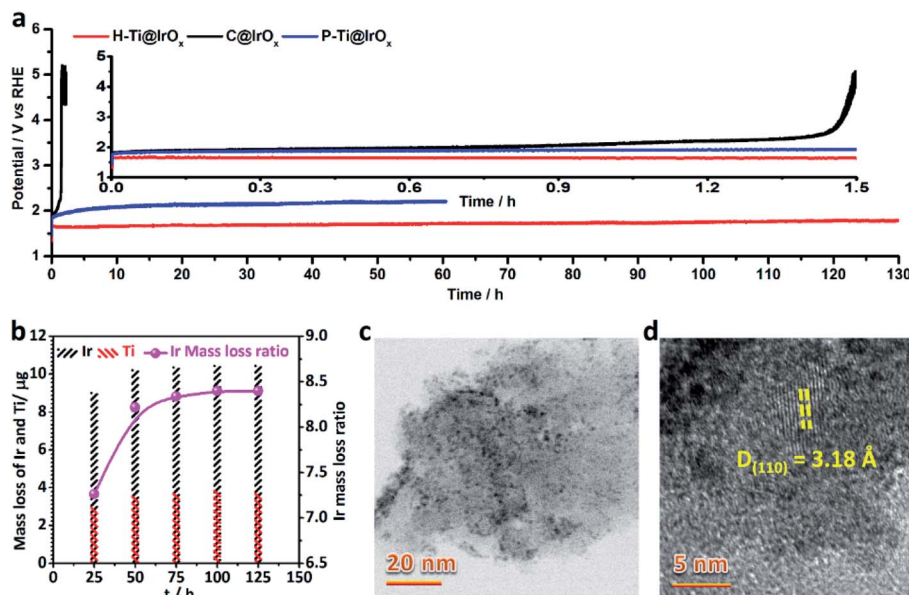 a
H-Ti@IrOₓ C@IrOₓ P-Ti@IrOₓ
Potential / V vs RHE
6
5
4
3
2
1
0 10 20 30 40 50 60 70 80 90 100 110 120 130
Time / h
5
4
3
2
1
0.0 0.3 0.6 0.9 1.2 1.5
Time / h
b
Ir Ti Ir Mass loss ratio
Mass loss of Ir and Ti/ μg
12
10
8
6
4
2
0
9.0
8.5
8.0
7.5
7.0
6.5
Ir mass loss ratio
0 25 50 75 100 125 150
t / h
c
20 nm
d
D(110) = 3.18 Å
5 nm